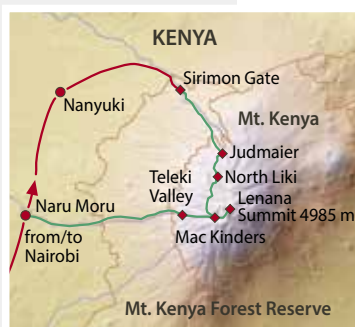 KENYA
Sirimon Gate
Nanyuki
Mt. Kenya
Judmaier
North Liki
Teleki
Valley
Lenana
Summit 4985 m
Naru Moru
from/to
Nairobi
Mac Kinders
Mt. Kenya Forest Reserve